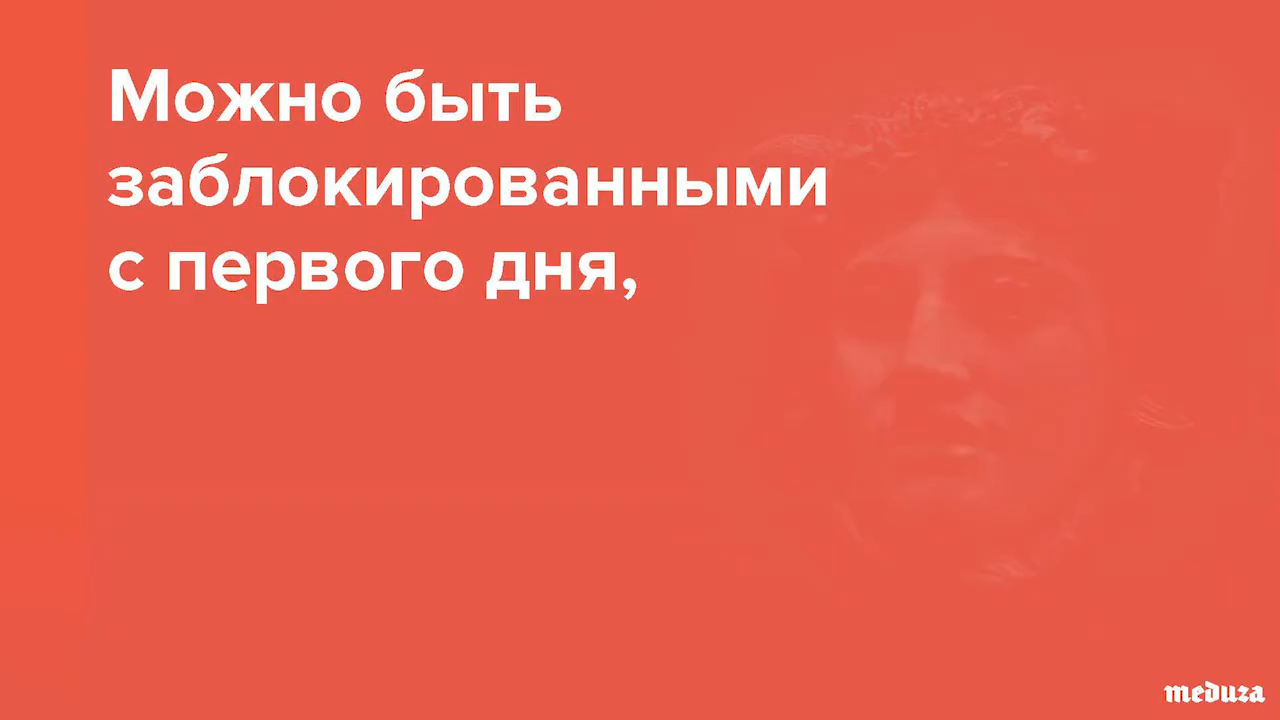 Можно быть
заблокированными
с первого дня,
meduza